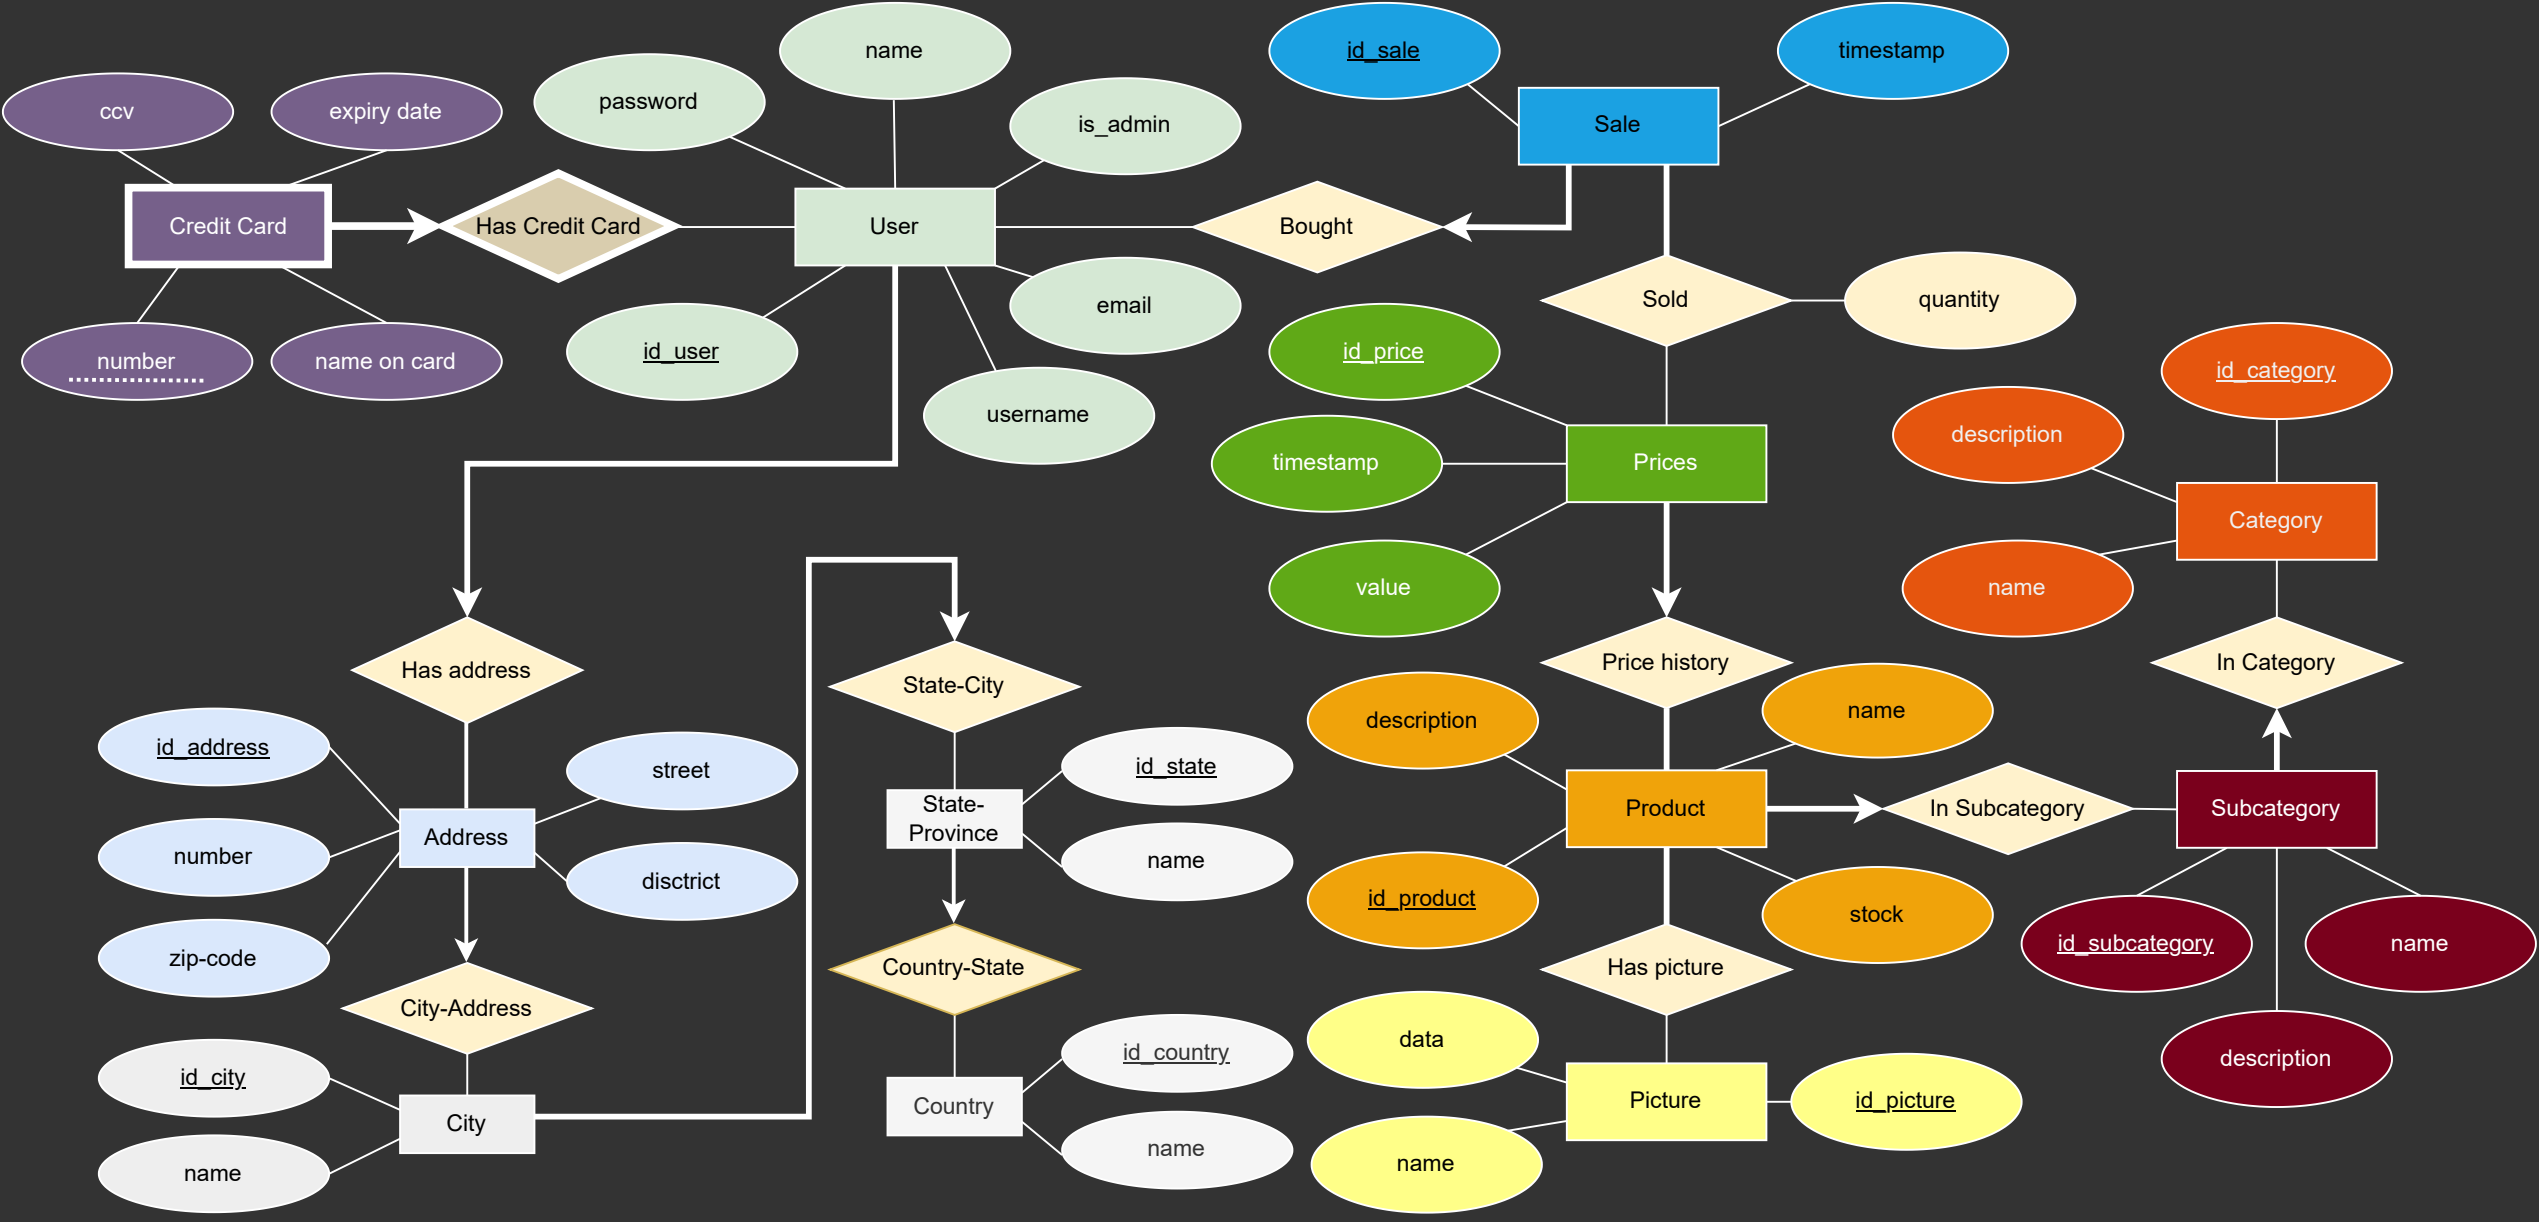 name
id_sale
timestamp
password
ccv
expiry date
is_admin
Sale
Credit Card
Has Credit Card
User
Bought
Sold
quantity
email
id_user
id_price
number
name on card
id_category
username
description
timestamp
Prices
Category
value
name
Has address
State-City
Price history
In Category
description
name
id_address
street
id_state
State-
Province
Product
In Subcategory
Subcategory
Address
number
name
disctrict
id_product
stock
id_subcategory
name
zip-code
Country-State
Has picture
City-Address
data
id_country
description
id_city
Country
Picture
id_picture
City
name
name
name